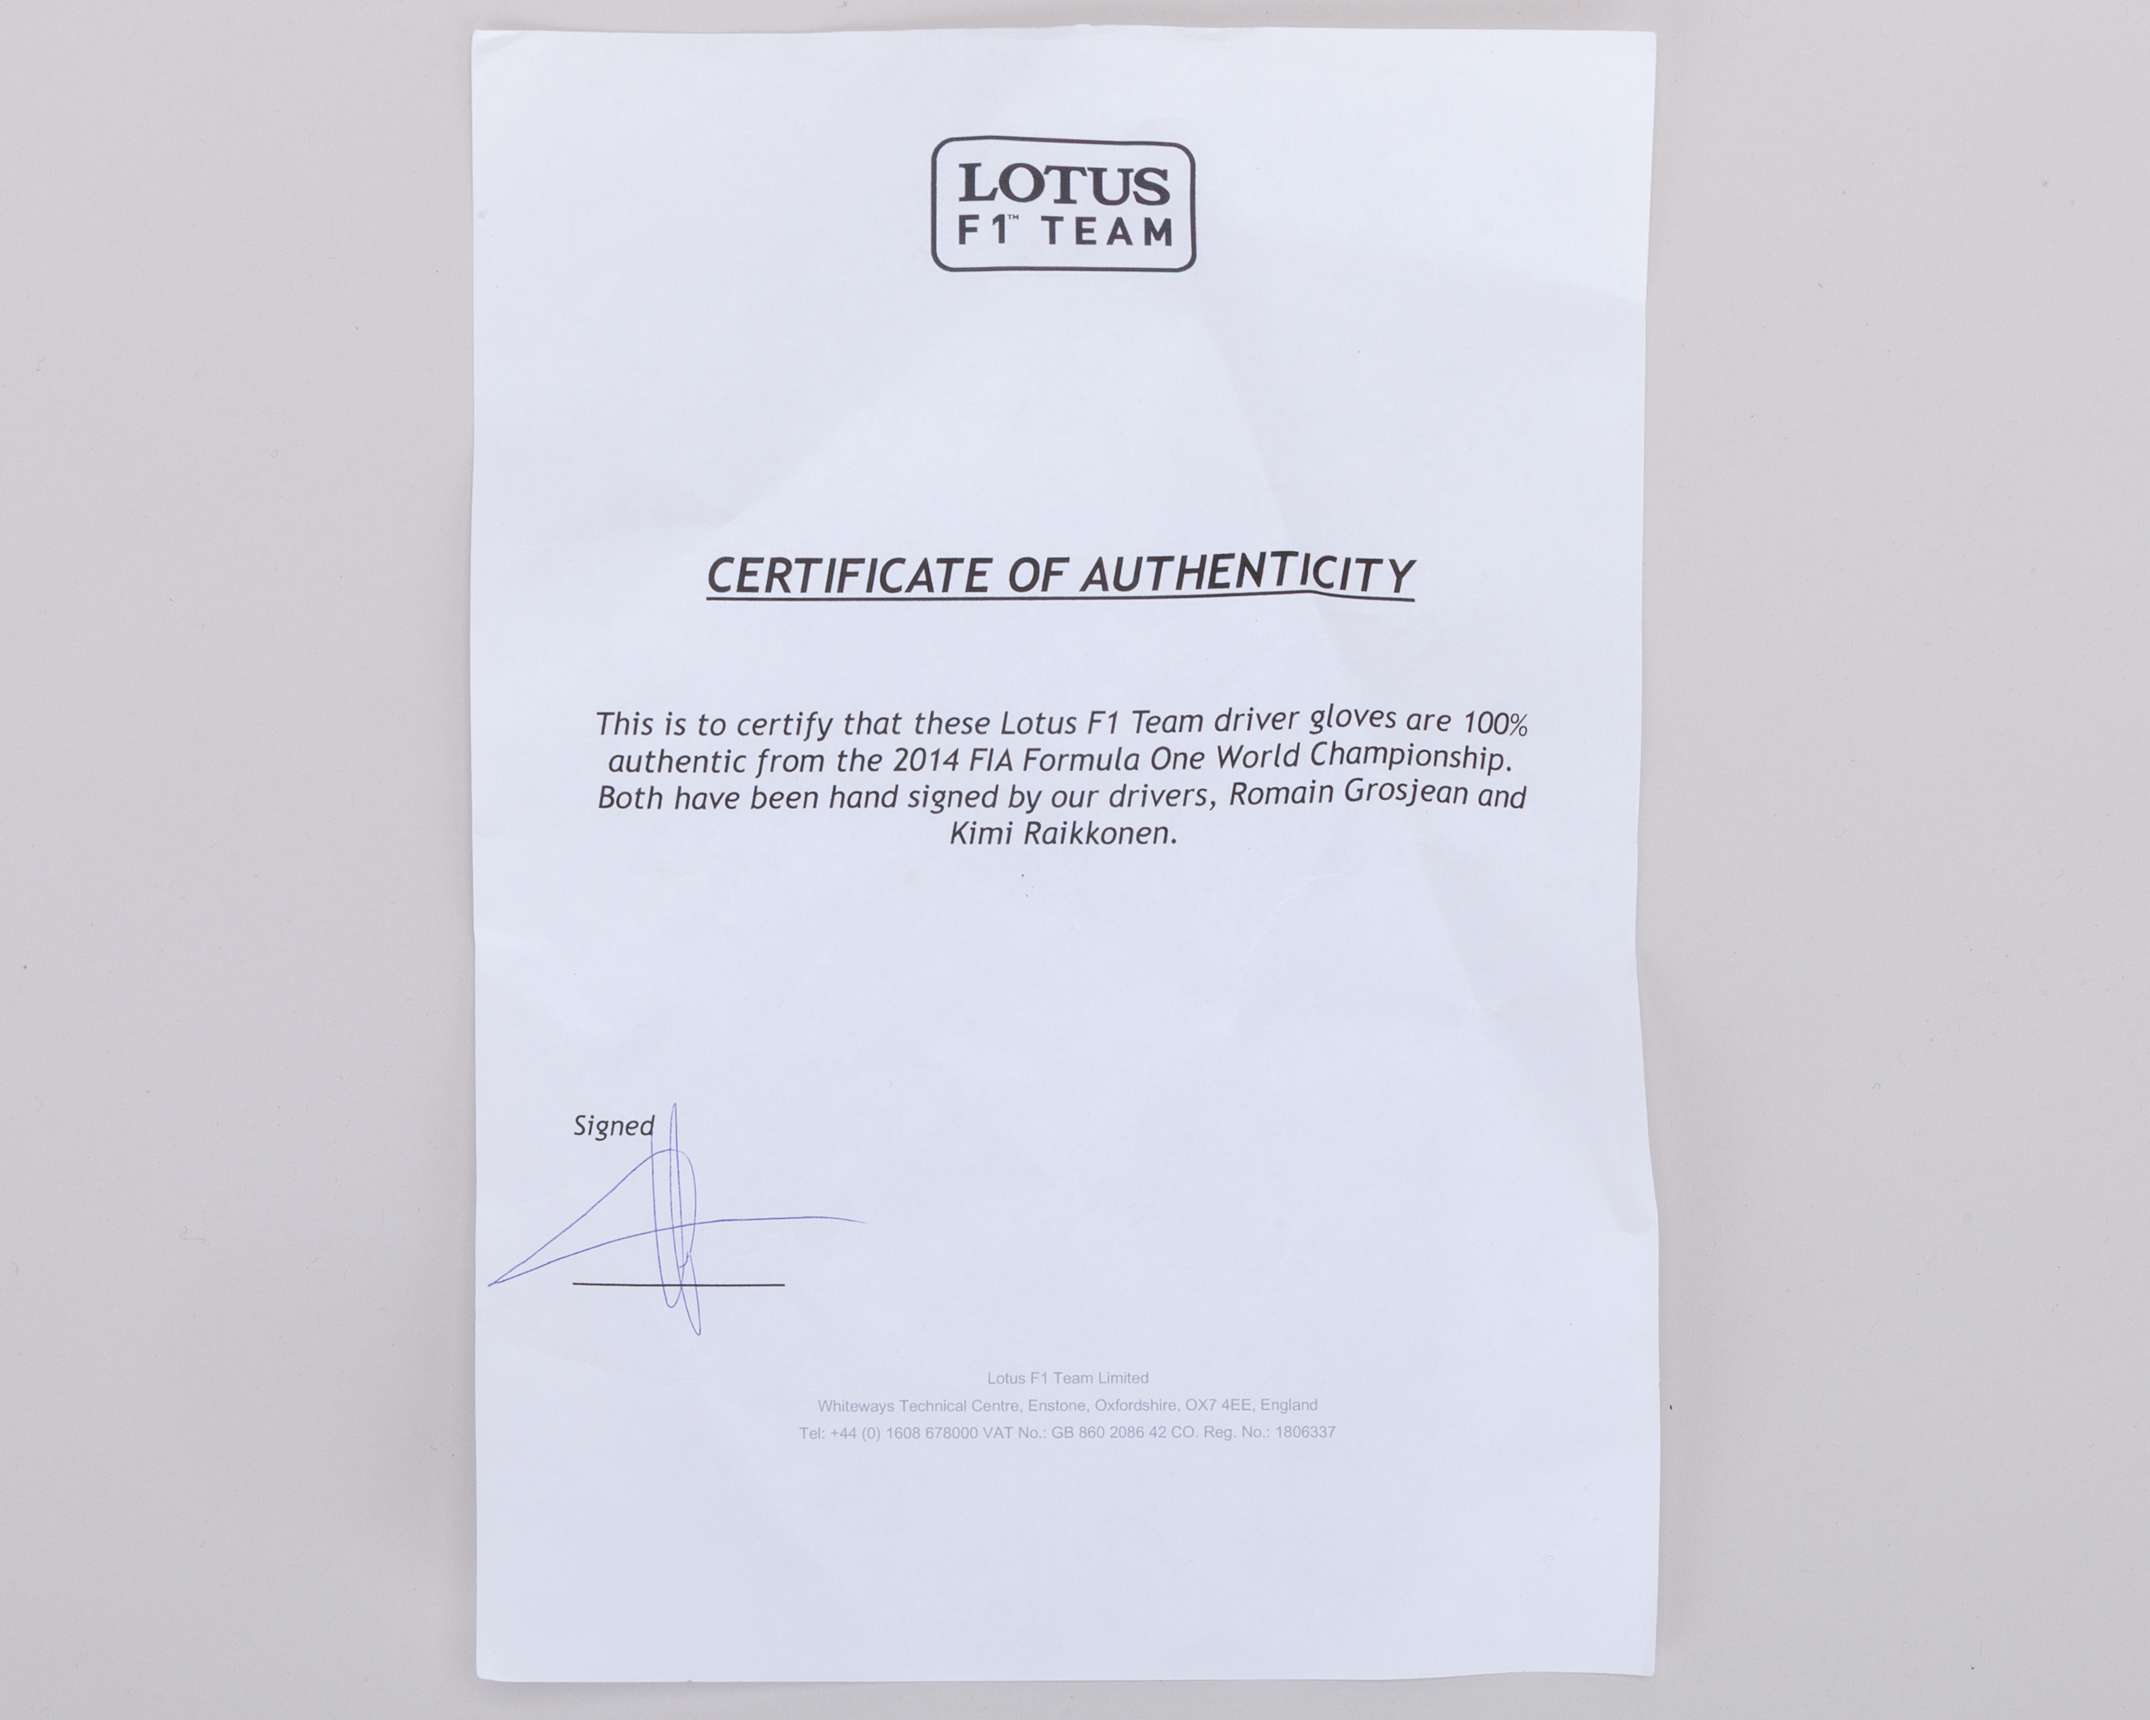 LOTUS
F1™ TEAM
CERTIFICATE OF AUTHENTICITY
This is to certify that these Lotus F1 Team driver gloves are 100%
authentic from the 2014 FIA Formula One World Championship.
Both have been hand signed by our drivers, Romain Grosjean and
Kimi Raikkonen.
Signed
Lotus F1 Team Limited
Whiteways Technical Centre, Enstone, Oxfordshire, OX7 4EE, England
Tel: +44 (0) 1608 678000 VAT No.: GB 860 2086 42 CO. Reg. No.: 1806337